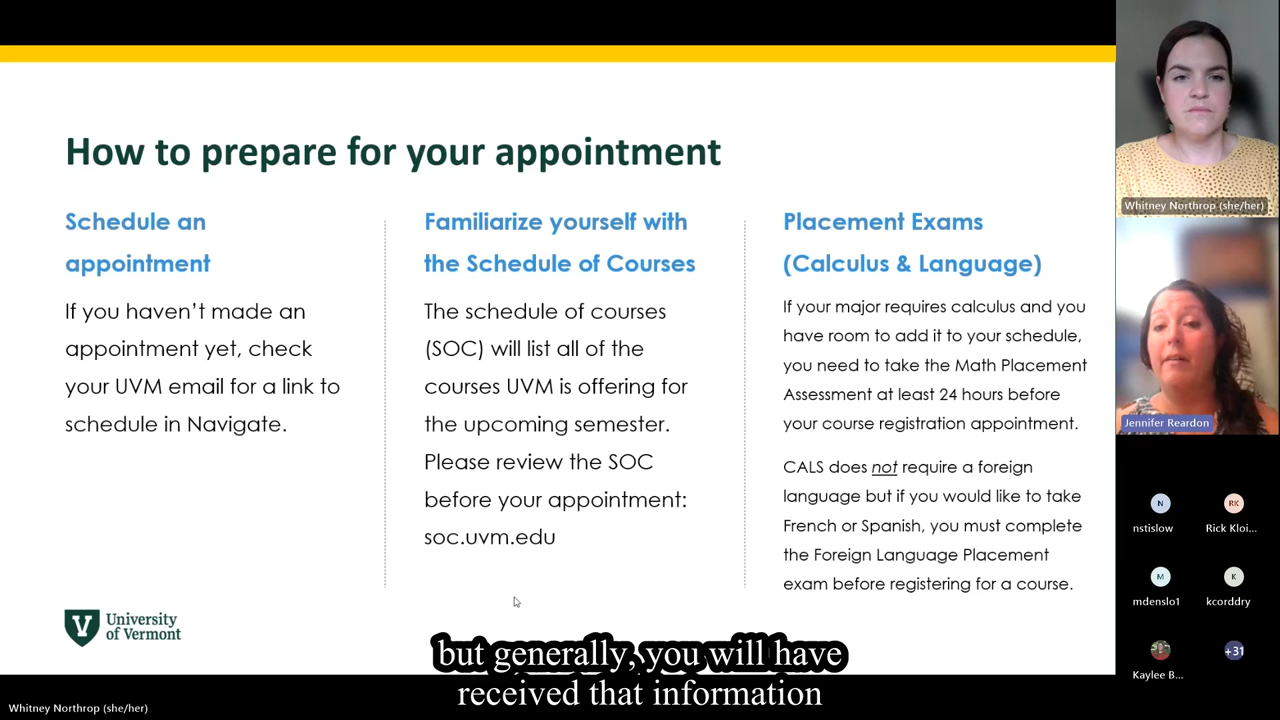 How to prepare for your appointment
Schedule an
appointment
If you haven’t made an
appointment yet, check
your UVM email for a link to
schedule in Navigate.
Familiarize yourself with
the Schedule of Courses
The schedule of courses
(SOC) will list all of the
courses UVM is offering for
the upcoming semester.
Please review the SOC
before your appointment:
soc.uvm.edu
Placement Exams
(Calculus & Language)
If your major requires calculus and you
have room to add it to your schedule,
you need to take the Math Placement
Assessment at least 24 hours before
your course registration appointment.
CALS does not require a foreign
language but if you would like to take
French or Spanish, you must complete
the Foreign Language Placement
exam before registering for a course.
University
of Vermont
but generally, you will have
received that information
Whitney Northrop (she/her)
Whitney Northrop (she/her)
Jennifer Reardon
N
RK
nstislow
Rick Kloi...
M
K
mdenslo1
kcorddry
+31
Kaylee B...